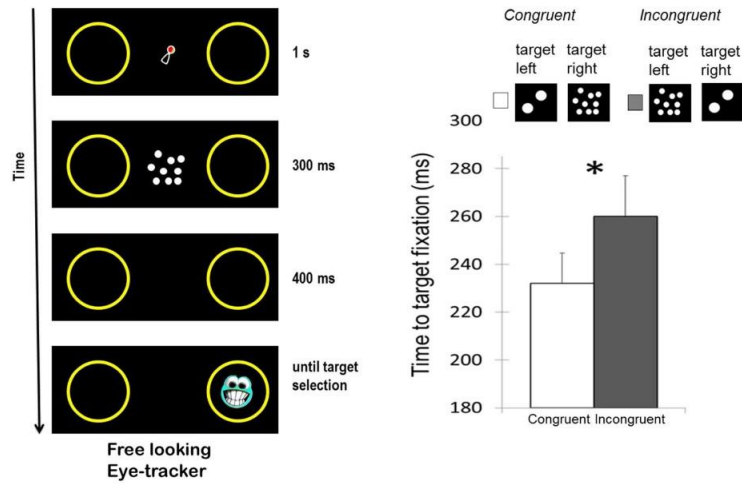 Time
1 s
300 ms
400 ms
until target
selection
Free looking
Eye-tracker
Congruent Incongruent
target left target right target left target right
Time to target fixation (ms)
300
280
260
240
220
200
180
*
Congruent Incongruent